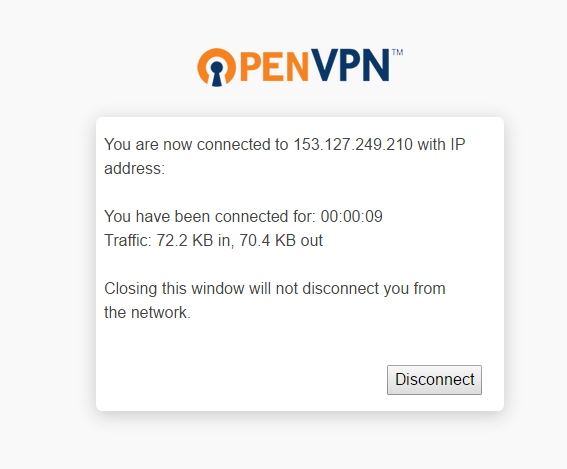 OPENVPN™
You are now connected to 153.127.249.210 with IP
address:
You have been connected for: 00:00:09
Traffic: 72.2 KB in, 70.4 KB out
Closing this window will not disconnect you from
the network.
Disconnect